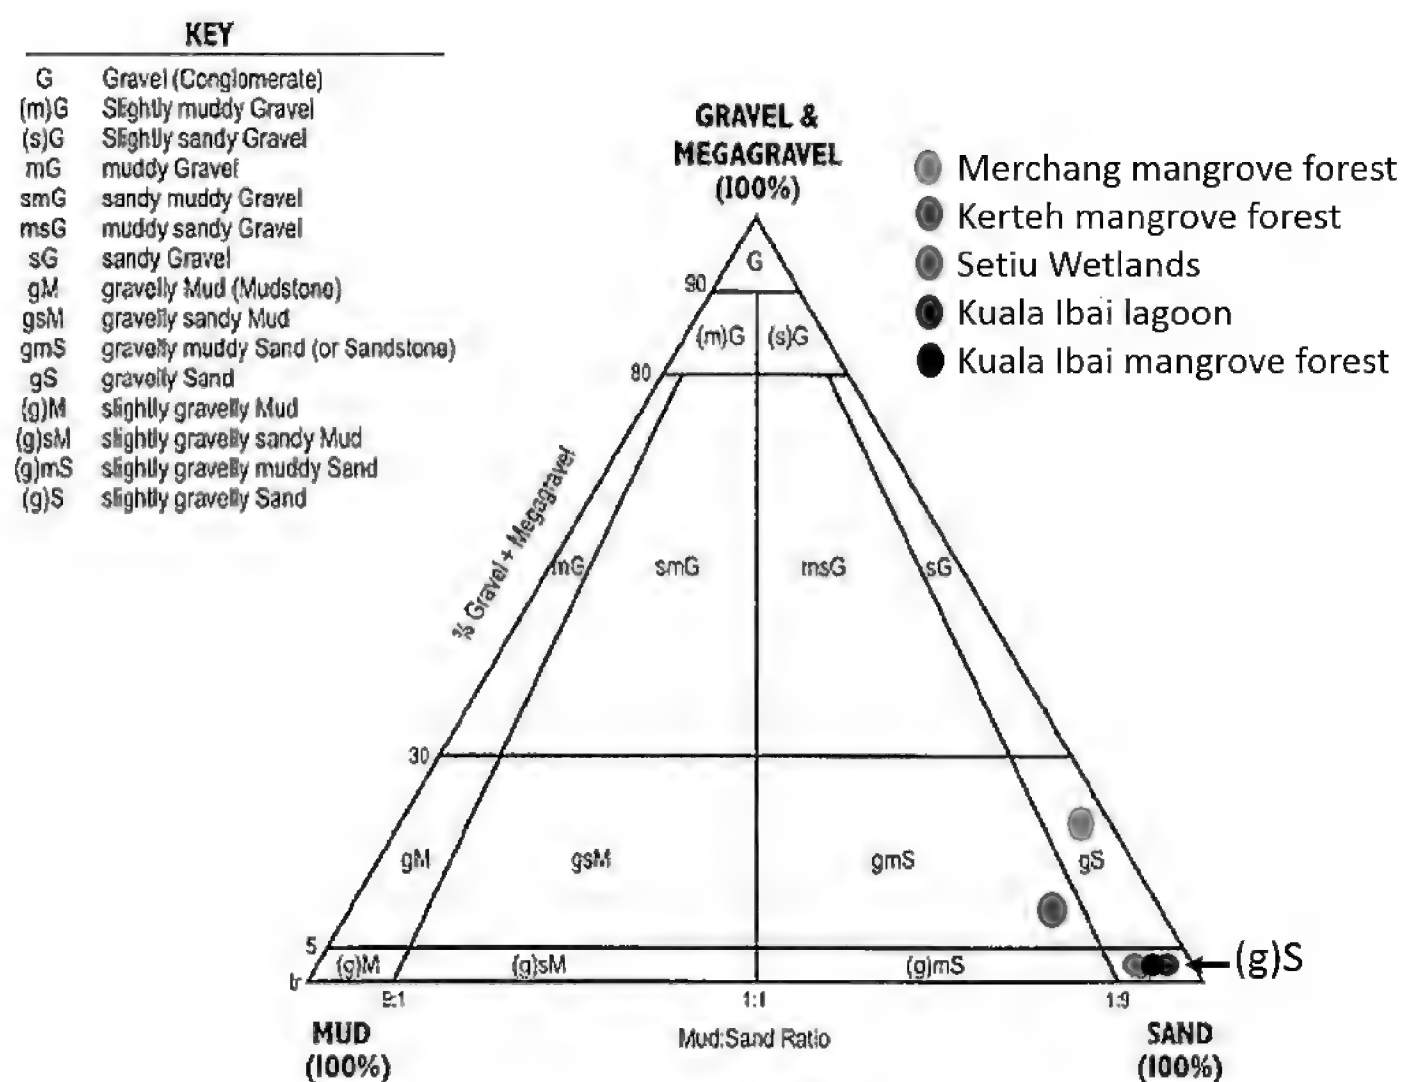 KEY
G Gravel (Conglomerate)
(m)G Slightly muddy Gravel
(s)G Slightly sandy Gravel
mG muddy Gravel
smG sandy muddy Gravel
msG muddy sandy Gravel
sG sandy Gravel
gM gravelly Mud (Mudstone)
gsM gravelly sandy Mud
gmS gravelly muddy Sand (or Sandstone)
gS gravelly Sand
(g)M slightly gravelly Mud
(g)sM slightly gravelly sandy Mud
(g)mS slightly gravelly muddy Sand
(g)S slightly gravelly Sand
GRAVEL &
MEGAGRAVEL
(100%)
Merchang mangrove forest
Kerteh mangrove forest
Setiu Wetlands
Kuala Ibai lagoon
Kuala Ibai mangrove forest
G
90
(m)G (s)G
80
% Gravel + Megagravel
mG smG msG sG
30
gM gsM gmS gS
5
(g)M (g)sM (g)mS (g)S
tr
9:1 1:1 1:9
MUD
(100%)
Mud:Sand Ratio
SAND
(100%)